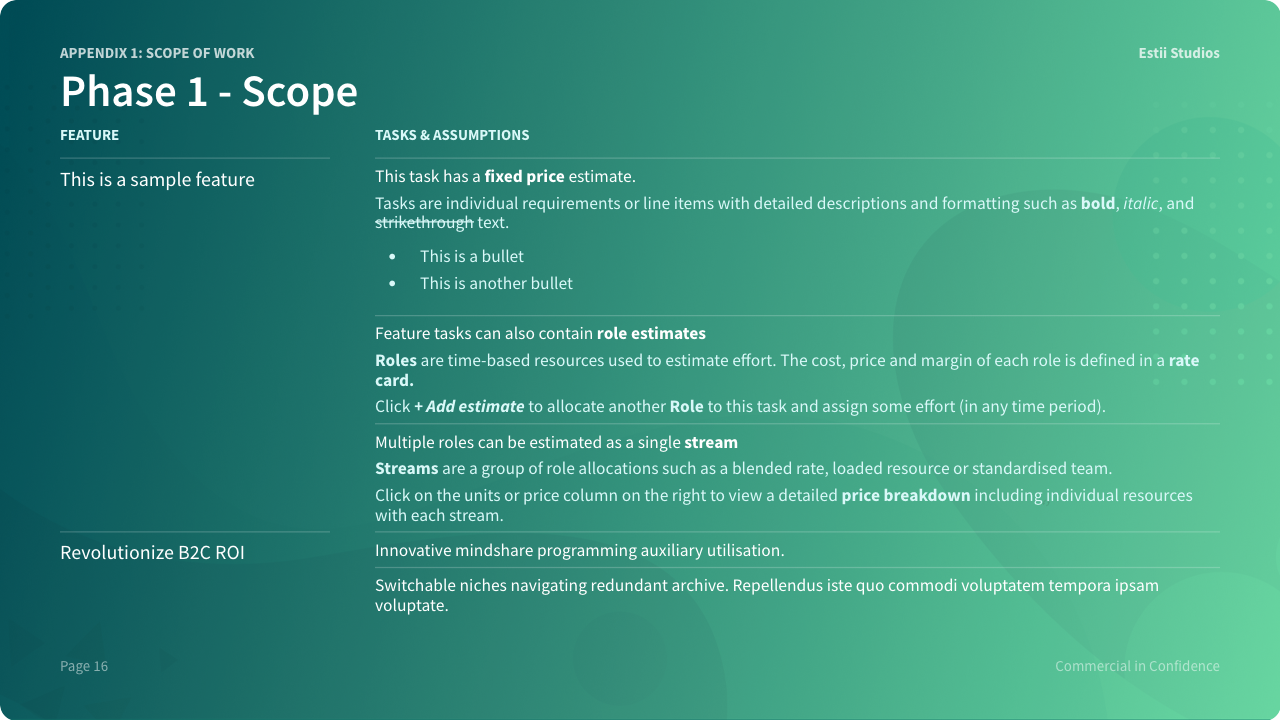 APPENDIX 1: SCOPE OF WORK
Estii Studios
Phase 1 - Scope
FEATURE
TASKS & ASSUMPTIONS
This is a sample feature
This task has a fixed price estimate.
Tasks are individual requirements or line items with detailed descriptions and formatting such as bold, italic, and
strikethrough text.
• This is a bullet
• This is another bullet
Feature tasks can also contain role estimates
Roles are time-based resources used to estimate effort. The cost, price and margin of each role is defined in a rate
card.
Click + Add estimate to allocate another Role to this task and assign some effort (in any time period).
Multiple roles can be estimated as a single stream
Streams are a group of role allocations such as a blended rate, loaded resource or standardised team.
Click on the units or price column on the right to view a detailed price breakdown including individual resources
with each stream.
Revolutionize B2C ROI
Innovative mindshare programming auxiliary utilisation.
Switchable niches navigating redundant archive. Repellendus iste quo commodi voluptatem tempora ipsam
voluptate.
Page 16
Commercial in Confidence